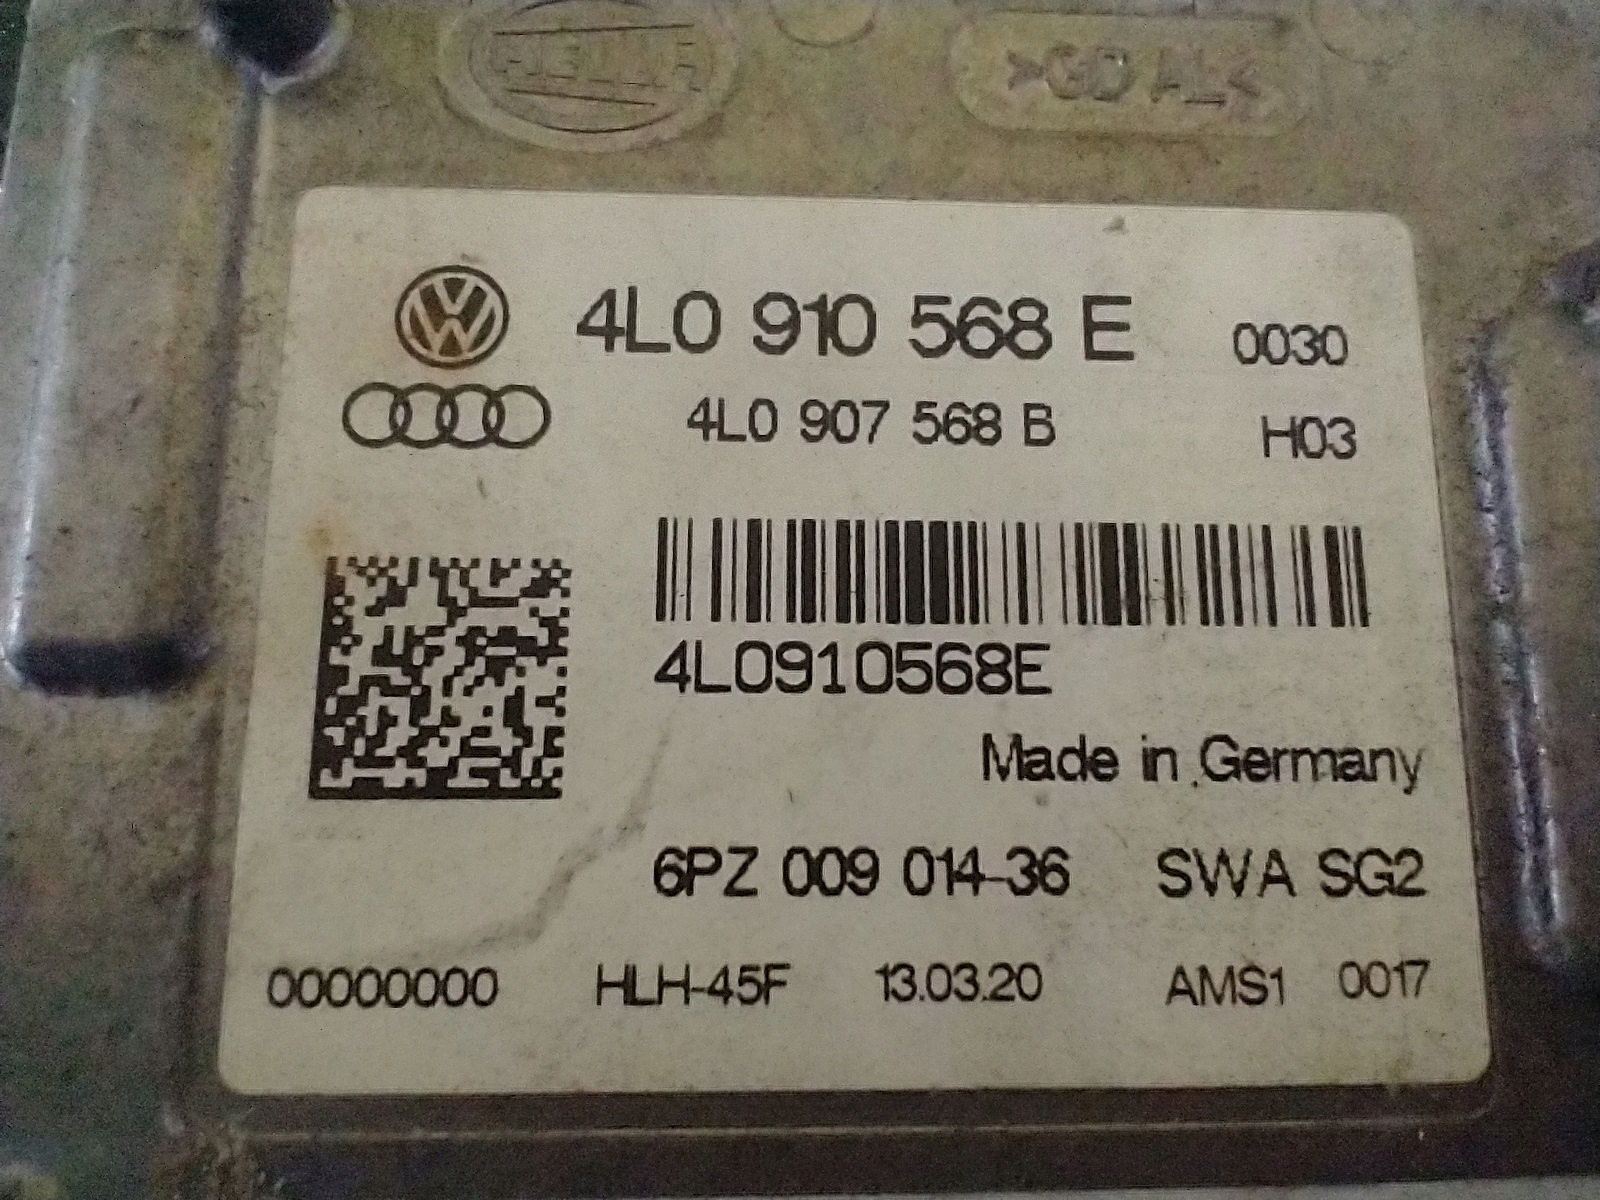 HELLA
>GD AL<
4L0 910 568 E 0030
4L0 907 568 B H03
4L0910568E
Made in Germany
6PZ 009 014-36 SWA SG2
00000000 HLH-45F 13.03.20 AMS1 0017